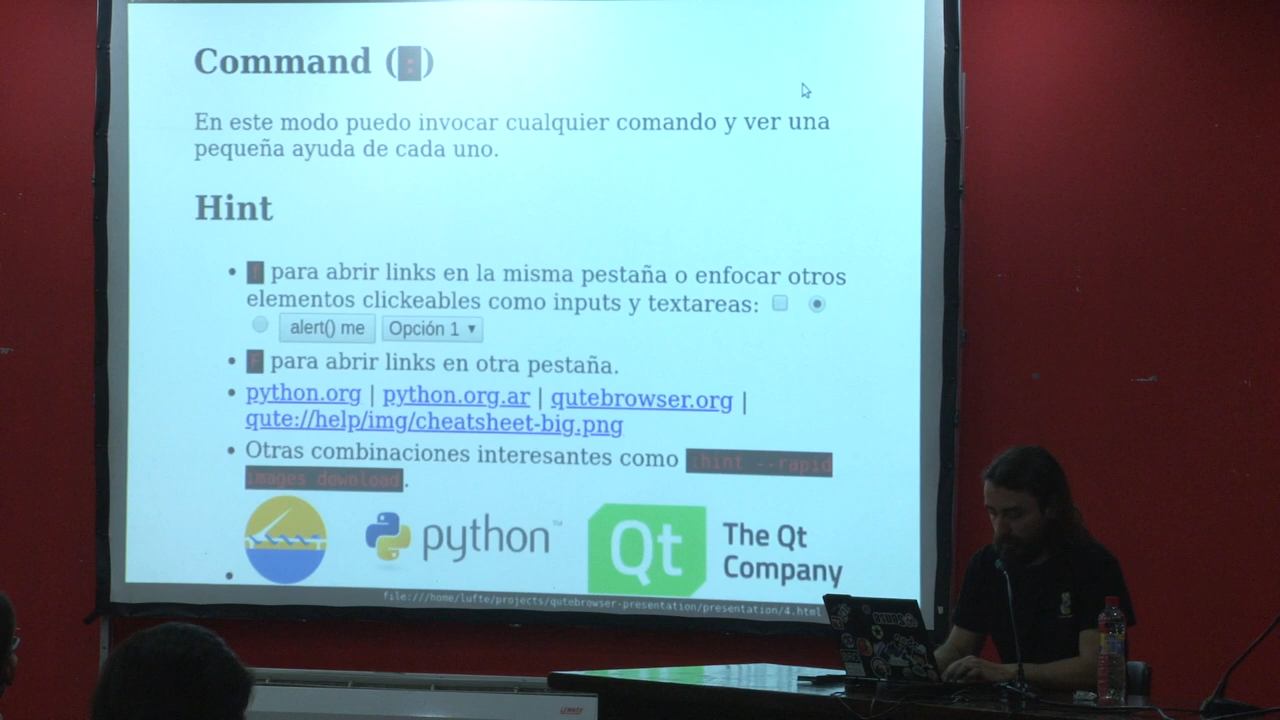 Command (:)
En este modo puedo invocar cualquier comando y ver una
pequeña ayuda de cada uno.
Hint
• f para abrir links en la misma pestaña o enfocar otros
elementos clickeables como inputs y textareas:
alert() me Opción 1 ▾
• F para abrir links en otra pestaña.
• python.org | python.org.ar | qutebrowser.org |
qute://help/img/cheatsheet-big.png
• Otras combinaciones interesantes como :hint --rapid
images download.
python™
Qt The Qt
Company
file:///home/lufte/projects/qutebrowser-presentation/presentation/4.html